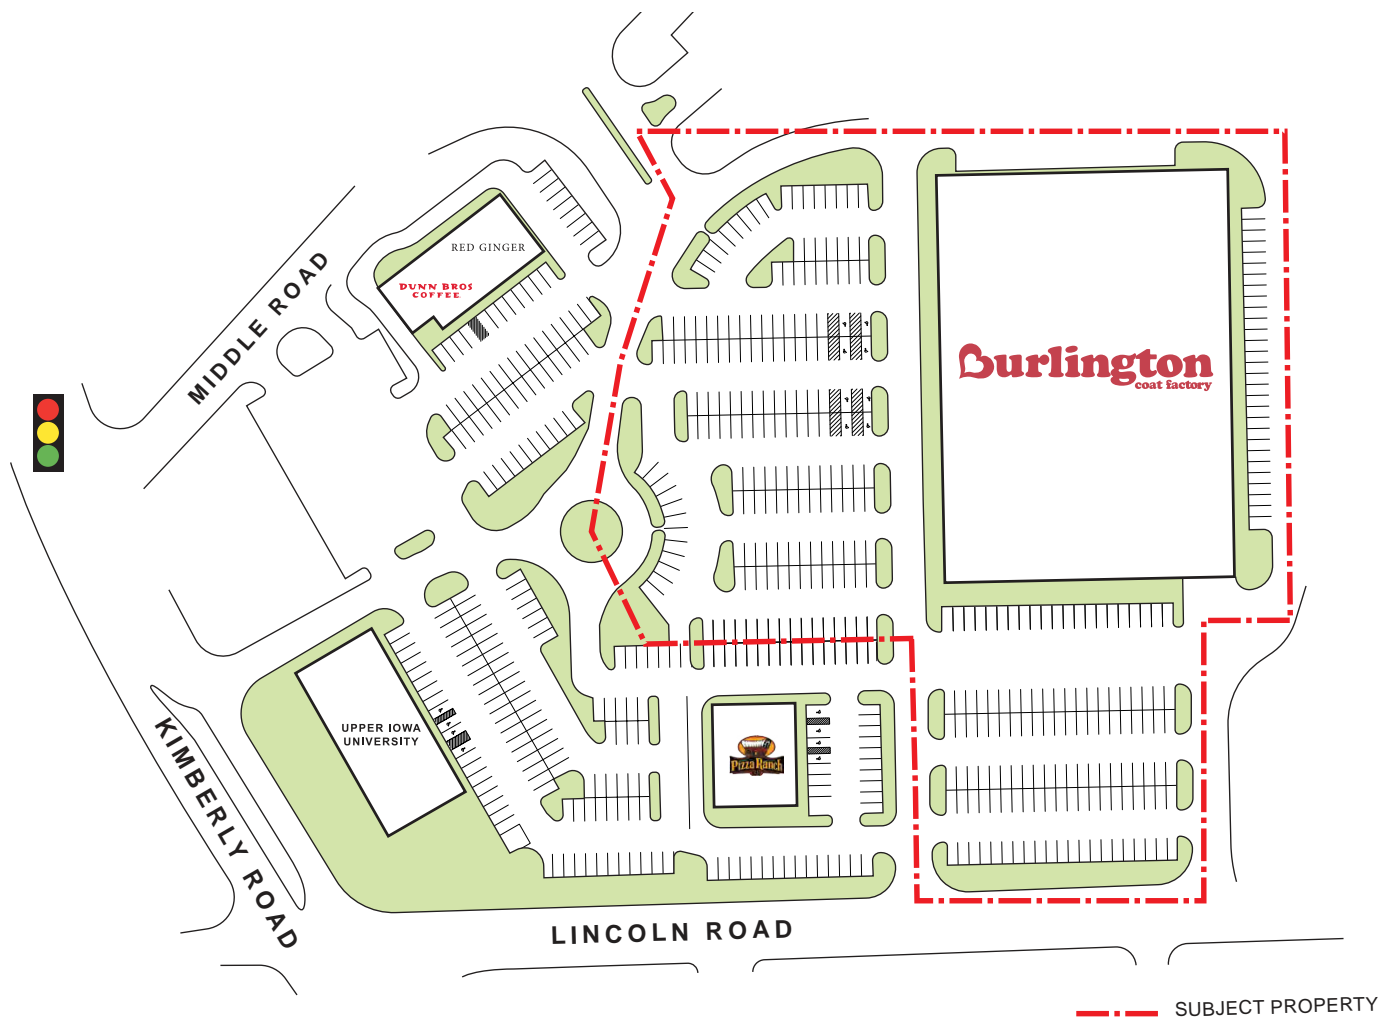 RED GINGER
DUNN BROS
COFFEE
MIDDLE ROAD
Burlington
coat factory
UPPER IOWA
UNIVERSITY
Pizza Ranch
KIMBERLY ROAD
LINCOLN ROAD
SUBJECT PROPERTY